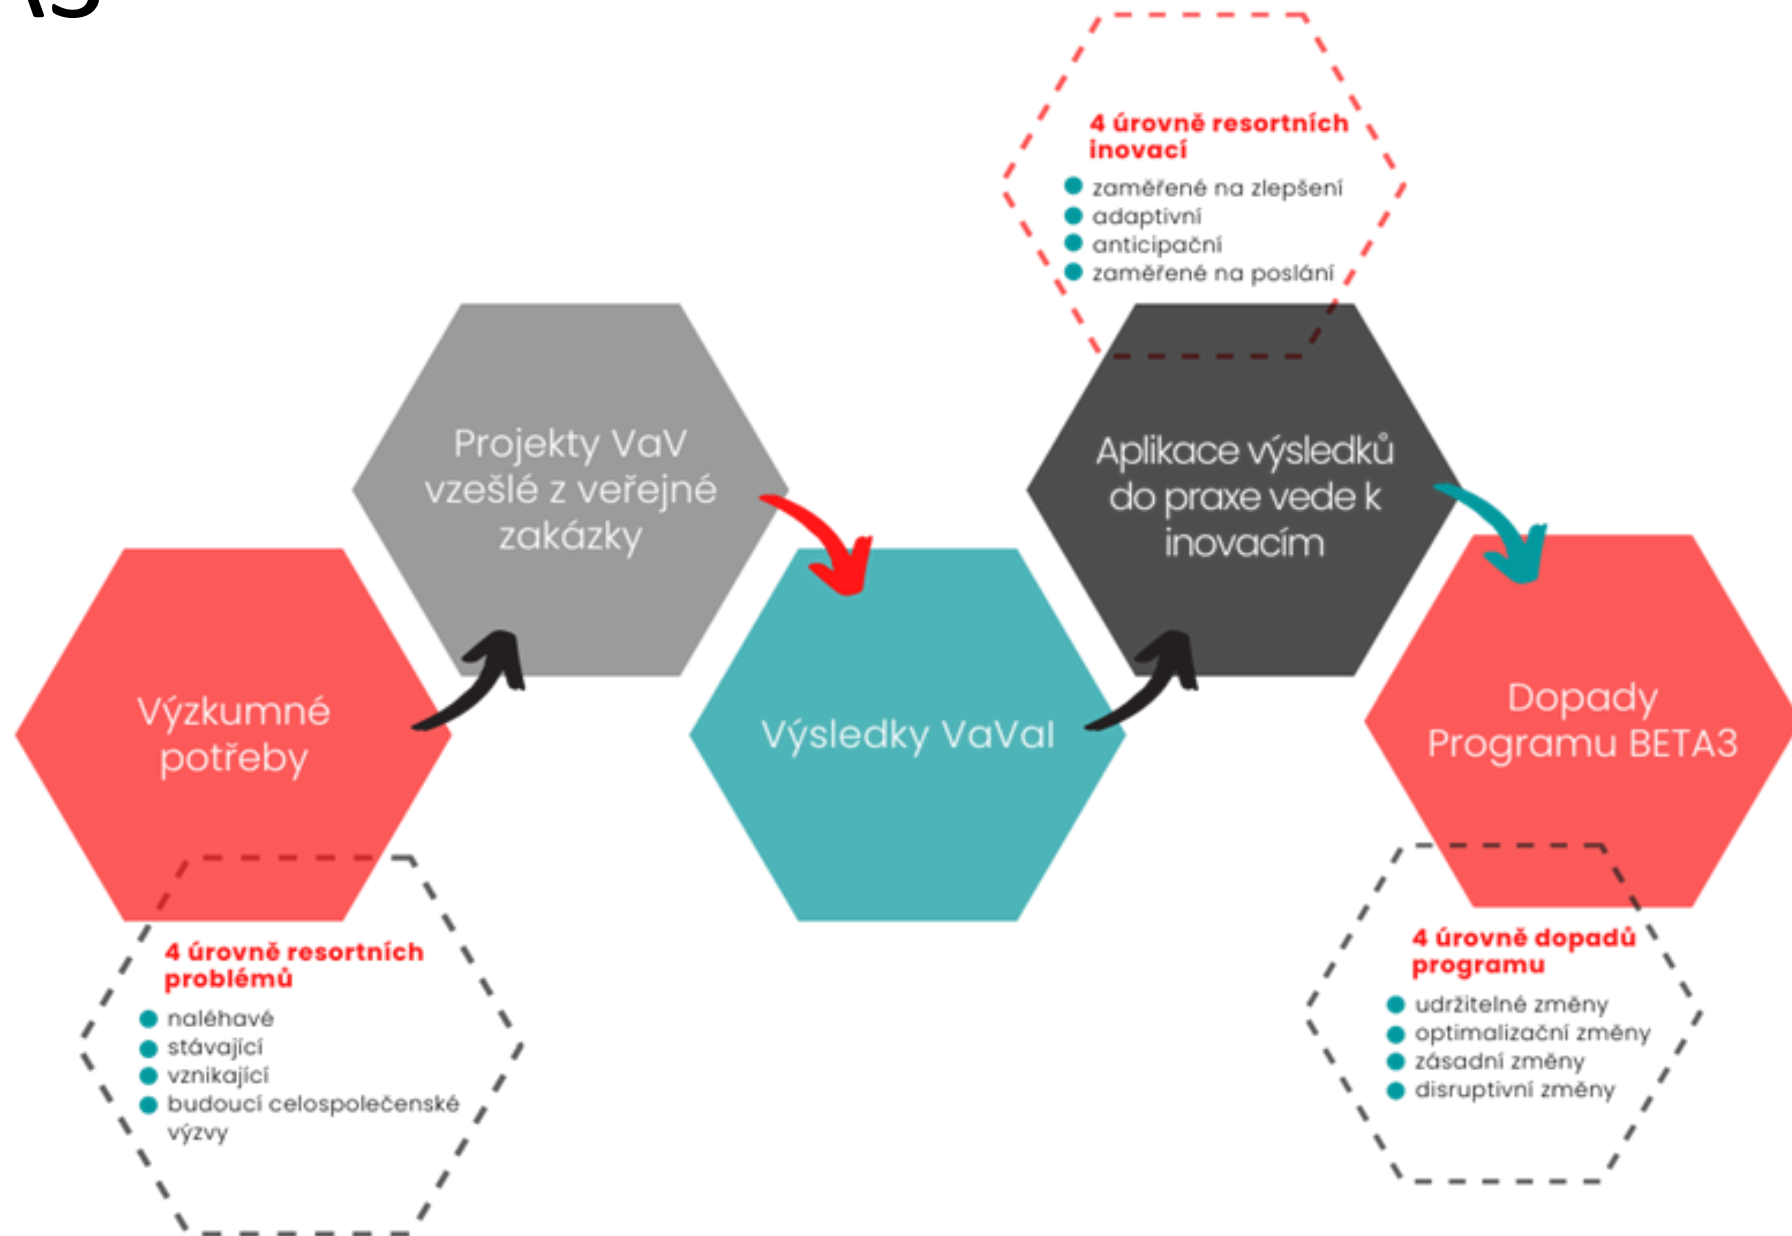 4 úrovně resortních
inovací
zaměřené na zlepšení
adaptivní
anticipační
zaměřené na poslání
Projekty VaV
vzešlé z veřejné
zakázky
Aplikace výsledků
do praxe vede k
inovacím
Výzkumné
potřeby
Výsledky VaVaI
Dopady
Programu BETA3
4 úrovně resortních
problémů
naléhavé
stávající
vznikající
budoucí celospolečenské
výzvy
4 úrovně dopadů
programu
udržitelné změny
optimalizační změny
zásadní změny
disruptivní změny